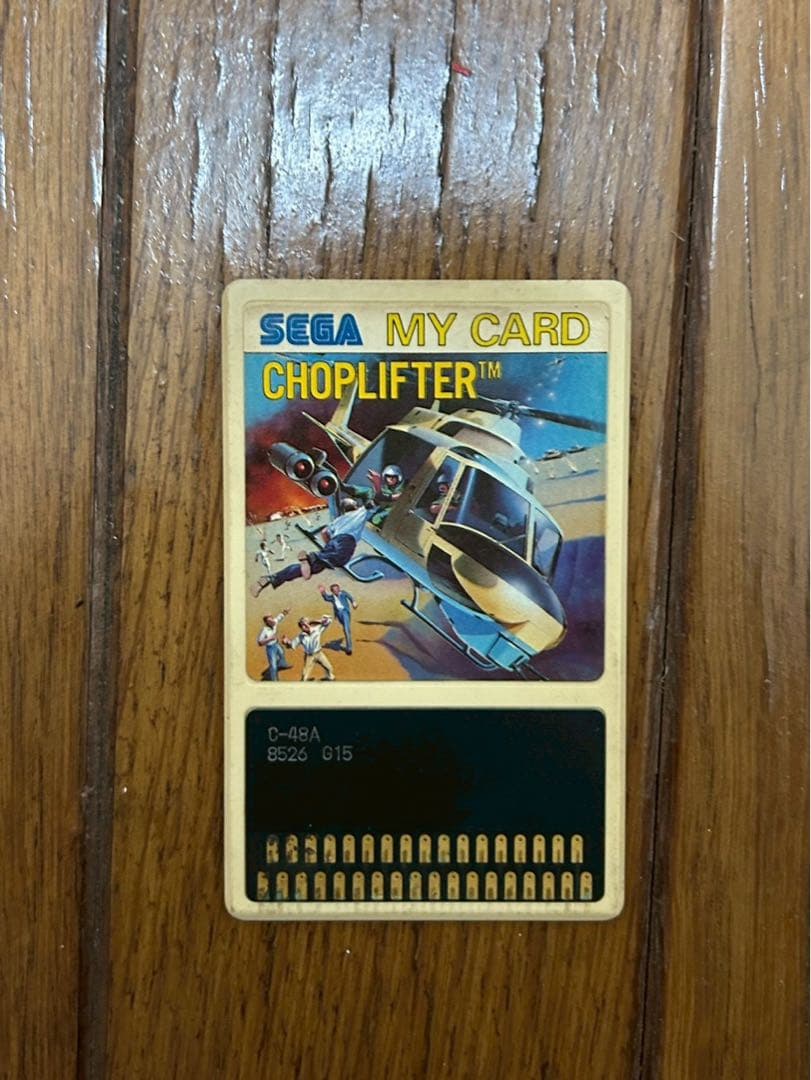 SEGA MY CARD
CHOPLIFTER™
C-48A
8526 G15